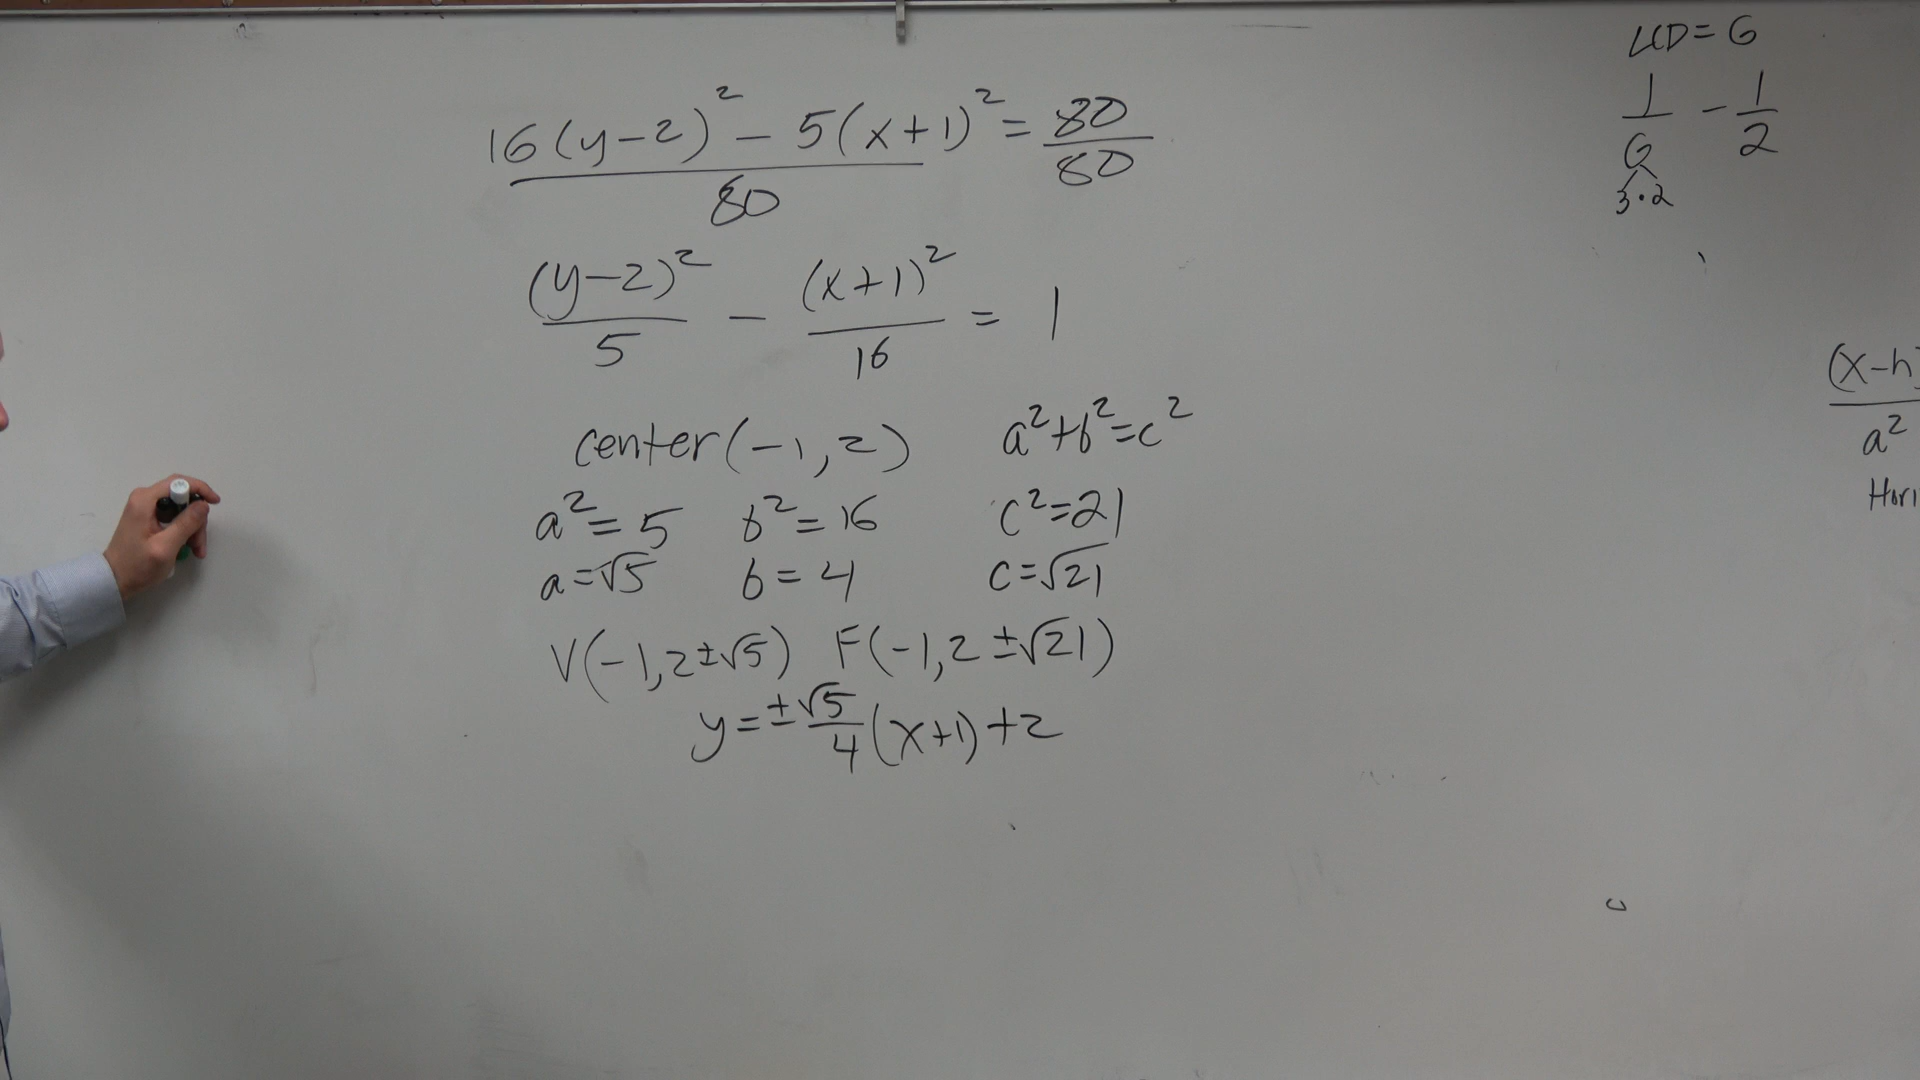 16(y-2)² - 5(x+1)² = 80
80 80
(y-2)² - (x+1)² = 1
5 16
center(-1,2) a²+b²=c²
a²=5 b²=16 c²=21
a=√5 b=4 c=√21
V(-1,2±√5) F(-1,2±√21)
y=±√5/4(x+1)+2
LCD=6
1/6 - 1/2
3·2
(x-h)
a²
Hori